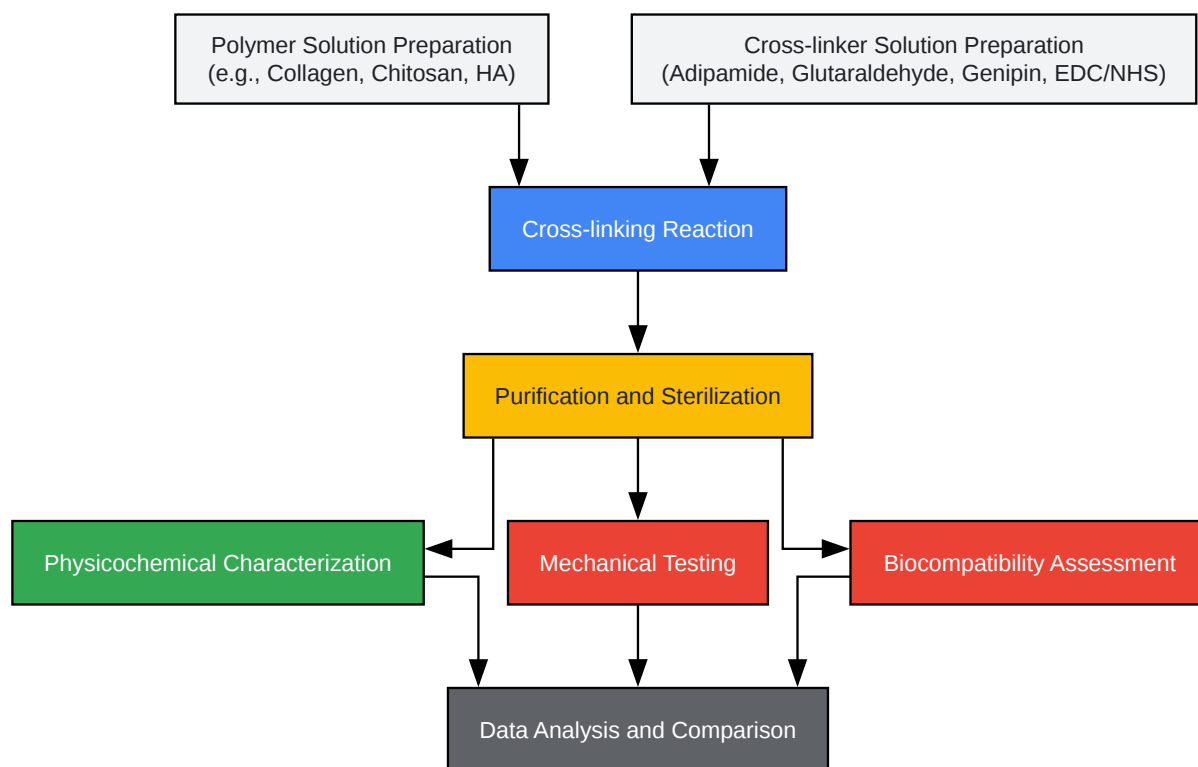 Polymer Solution Preparation
(e.g., Collagen, Chitosan, HA)
Cross-linker Solution Preparation
(Adipamide, Glutaraldehyde, Genipin, EDC/NHS)
Cross-linking Reaction
Purification and Sterilization
Physicochemical Characterization
Mechanical Testing
Biocompatibility Assessment
Data Analysis and Comparison